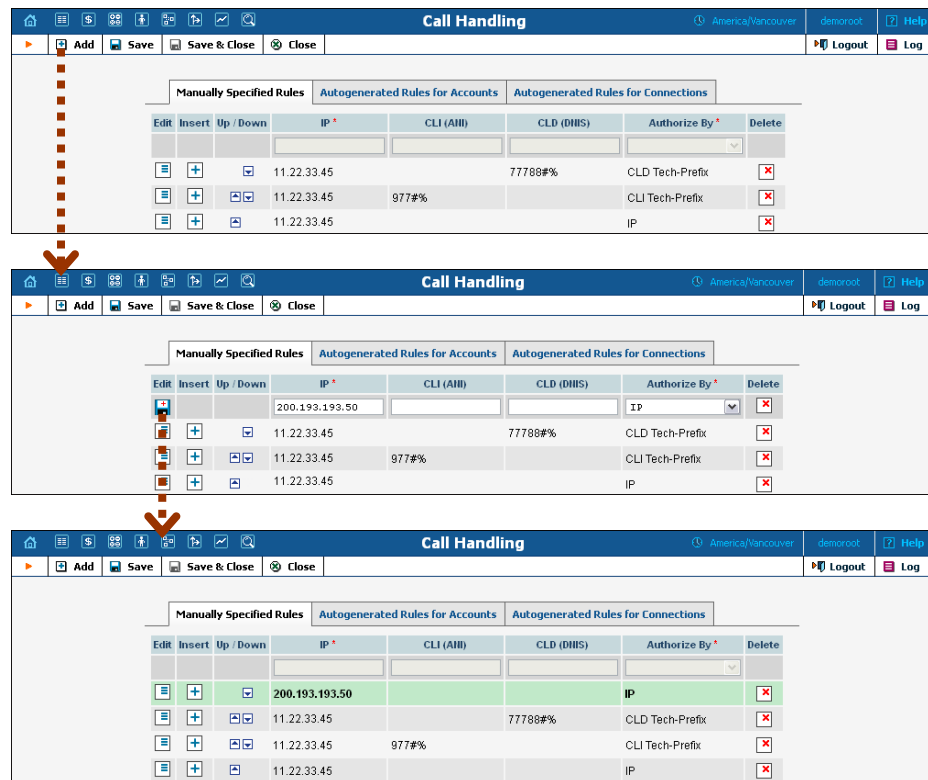 Call Handling America/Vancouver demoroot ? Help
Add Save Save & Close Close Logout Log
Manually Specified Rules Autogenerated Rules for Accounts Autogenerated Rules for Connections
Edit Insert Up / Down IP * CLI (ANI) CLD (DNIS) Authorize By * Delete
11.22.33.45 77788#% CLD Tech-Prefix
11.22.33.45 977#% CLI Tech-Prefix
11.22.33.45 IP
Call Handling America/Vancouver demoroot ? Help
Add Save Save & Close Close Logout Log
Manually Specified Rules Autogenerated Rules for Accounts Autogenerated Rules for Connections
Edit Insert Up / Down IP * CLI (ANI) CLD (DNIS) Authorize By * Delete
200.193.193.50 IP
11.22.33.45 77788#% CLD Tech-Prefix
11.22.33.45 977#% CLI Tech-Prefix
11.22.33.45 IP
Call Handling America/Vancouver demoroot ? Help
Add Save Save & Close Close Logout Log
Manually Specified Rules Autogenerated Rules for Accounts Autogenerated Rules for Connections
Edit Insert Up / Down IP * CLI (ANI) CLD (DNIS) Authorize By * Delete
200.193.193.50 IP
11.22.33.45 77788#% CLD Tech-Prefix
11.22.33.45 977#% CLI Tech-Prefix
11.22.33.45 IP